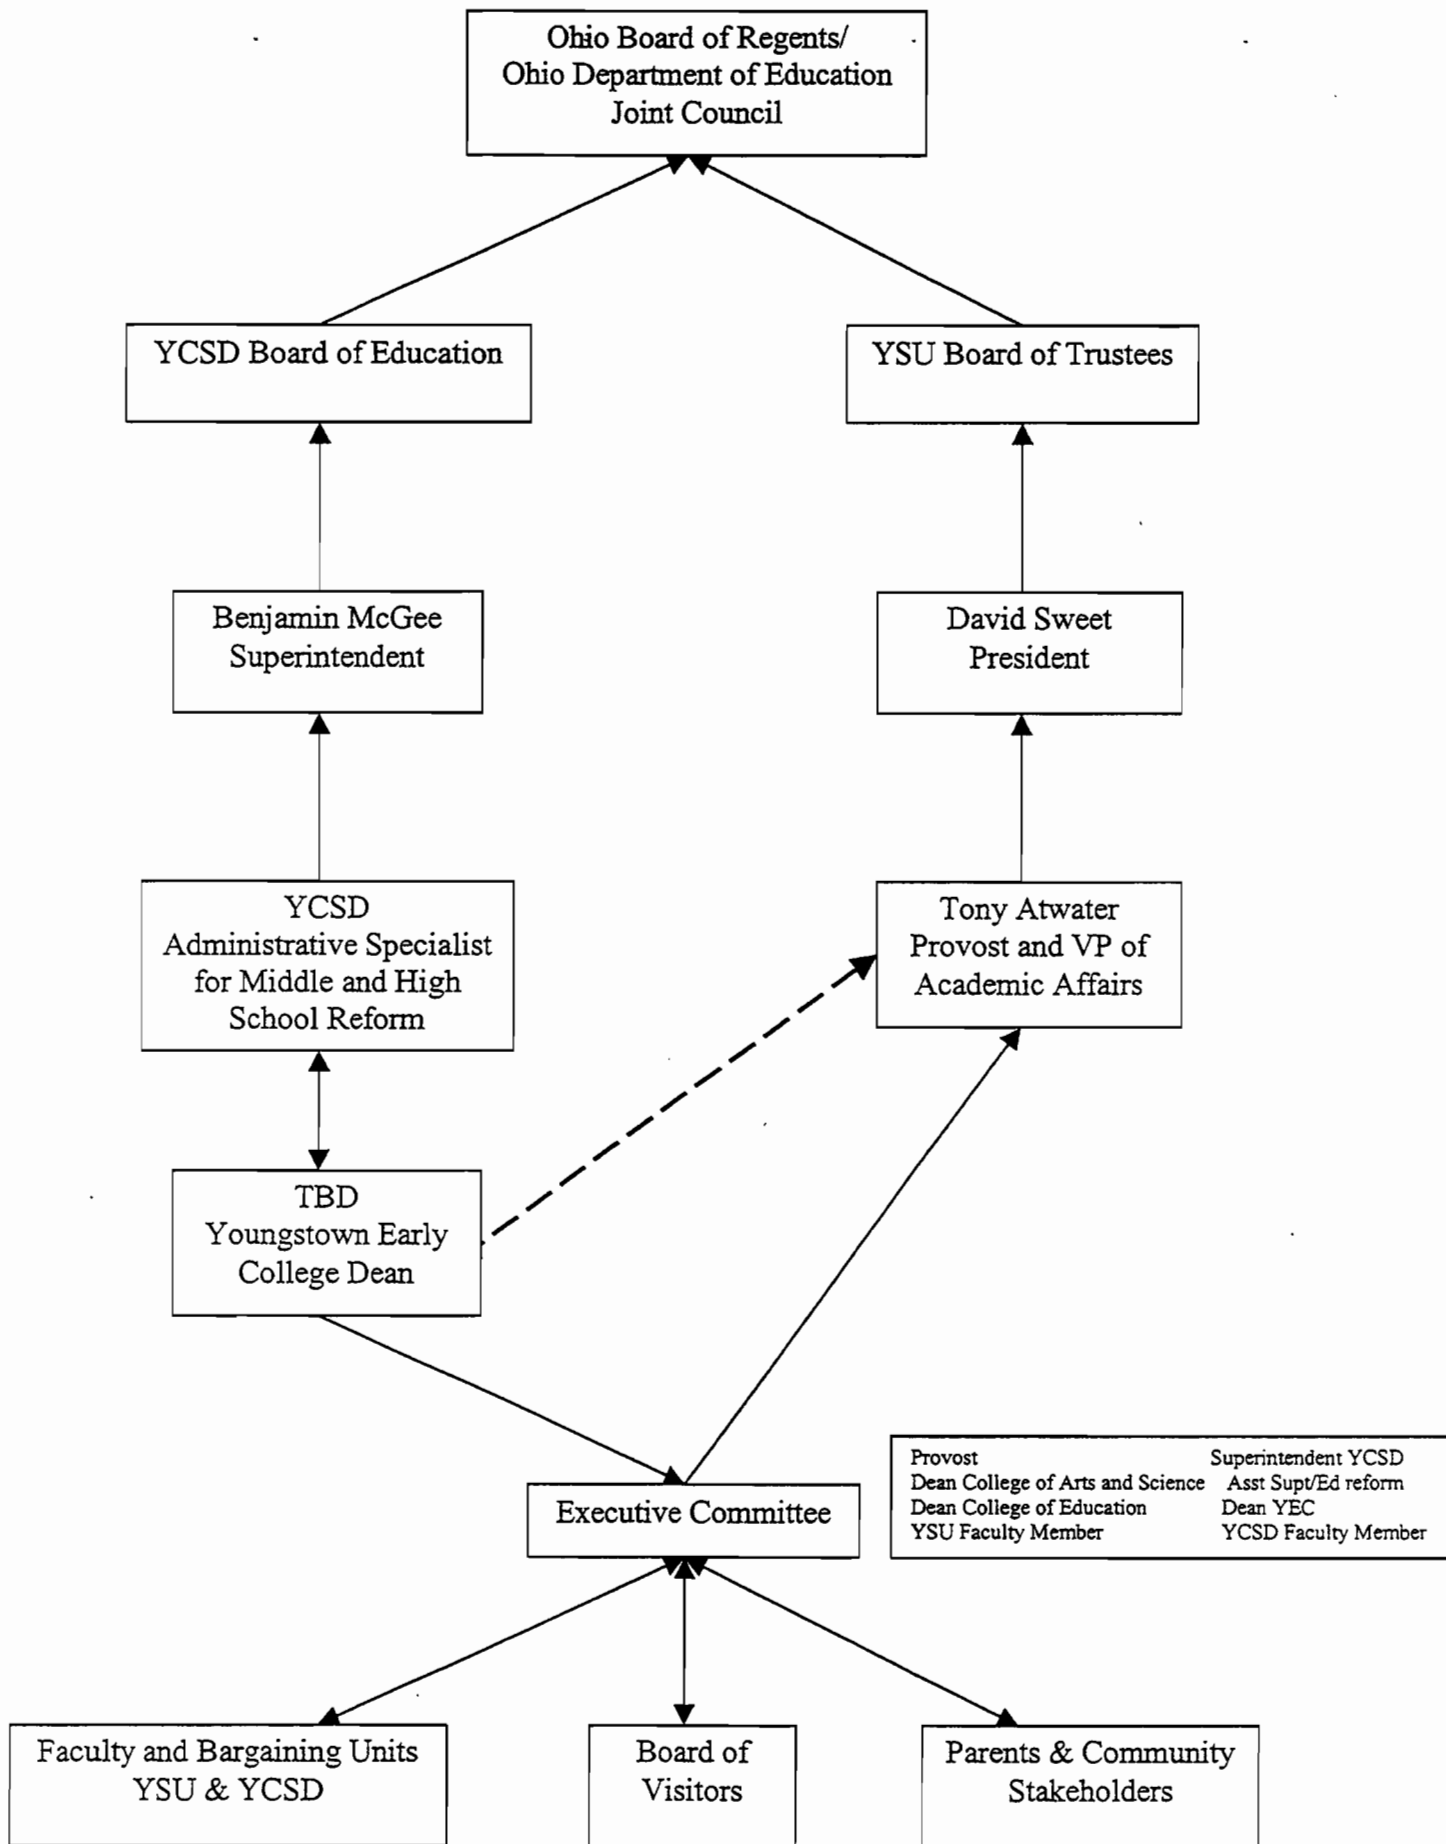 Ohio Board of Regents/
Ohio Department of Education
Joint Council
YCSD Board of Education
YSU Board of Trustees
Benjamin McGee
Superintendent
David Sweet
President
YCSD
Administrative Specialist
for Middle and High
School Reform
Tony Atwater
Provost and VP of
Academic Affairs
TBD
Youngstown Early
College Dean
Executive Committee
Provost Superintendent YCSD
Dean College of Arts and Science Asst Supt/Ed reform
Dean College of Education Dean YEC
YSU Faculty Member YCSD Faculty Member
Faculty and Bargaining Units
YSU & YCSD
Board of
Visitors
Parents & Community
Stakeholders